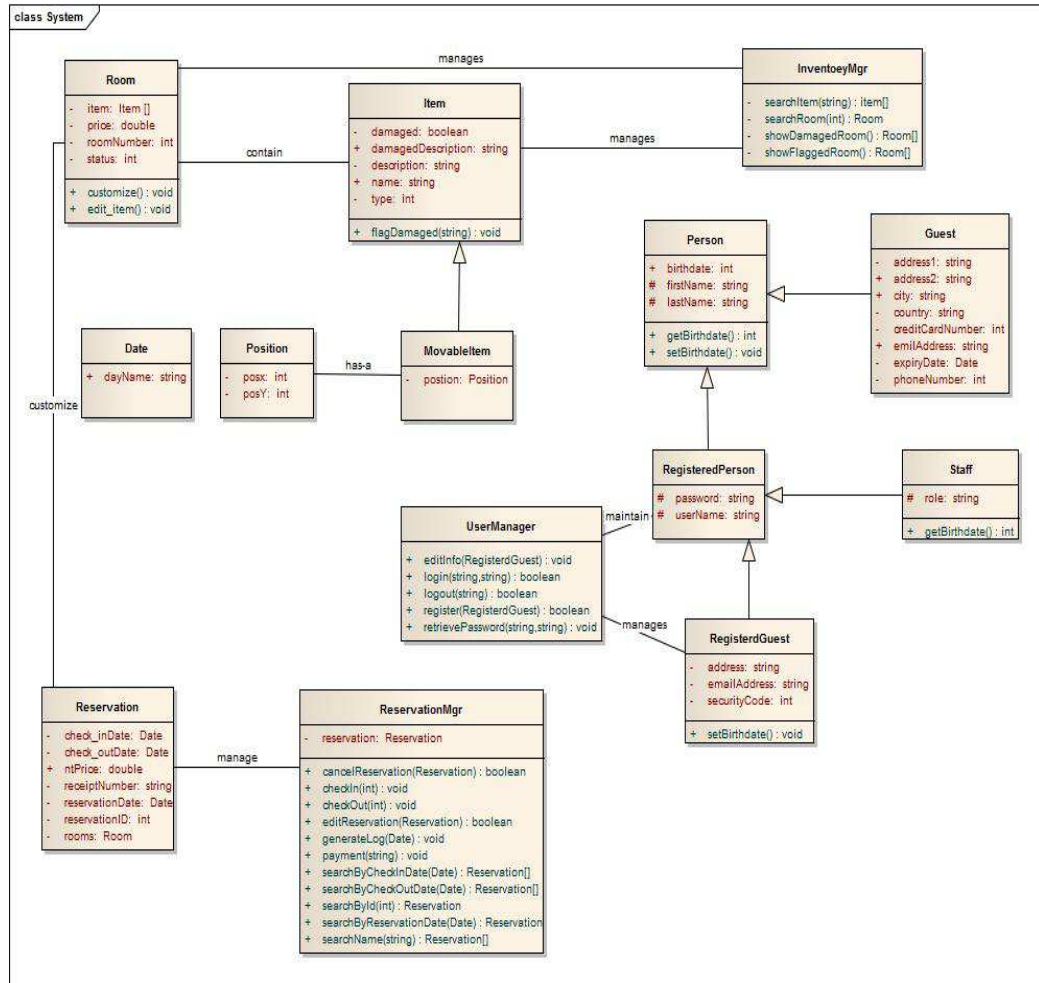 class System
Room
- item: Item []
- price: double
- roomNumber: int
- status: int
+ customize() : void
+ edit_item() : void
manages
InventoeyMgr
- searchItem(string) : item[]
- searchRoom(int) : Room
- showDamagedRoom() : Room[]
- showFlaggedRoom() : Room[]
Item
- damaged: boolean
+ damagedDescription: string
- description: string
+ name: string
- type: int
+ flagDamaged(string) : void
contain
manages
Person
+ birthdate: int
# firstName: string
# lastName: string
+ getBirthdate() : int
+ setBirthdate() : void
Guest
- address1: string
+ address2: string
+ city: string
- country: string
- creditCardNumber: int
+ emilAddress: string
- expiryDate: Date
- phoneNumber: int
Date
+ dayName: string
Position
- posx: int
- posY: int
has-a
MovableItem
- postion: Position
customize
RegisteredPerson
# password: string
# userName: string
Staff
# role: string
+ getBirthdate() : int
maintain
UserManager
+ editInfo(RegisterdGuest) : void
+ login(string,string) : boolean
+ logout(string) : boolean
+ register(RegisterdGuest) : boolean
+ retrievePassword(string,string) : void
manages
RegisterdGuest
- address: string
- emailAddress: string
- securityCode: int
+ setBirthdate() : void
Reservation
- check_inDate: Date
- check_outDate: Date
+ ntPrice: double
- receiptNumber: string
- reservationDate: Date
- reservationID: int
- rooms: Room
manage
ReservationMgr
- reservation: Reservation
+ cancelReservation(Reservation) : boolean
+ checkIn(int) : void
+ checkOut(int) : void
+ editReservation(Reservation) : boolean
+ generateLog(Date) : void
+ payment(string) : void
+ searchByCheckInDate(Date) : Reservation[]
+ searchByCheckOutDate(Date) : Reservation[]
+ searchById(int) : Reservation
+ searchByReservationDate(Date) : Reservation
+ searchName(string) : Reservation[]